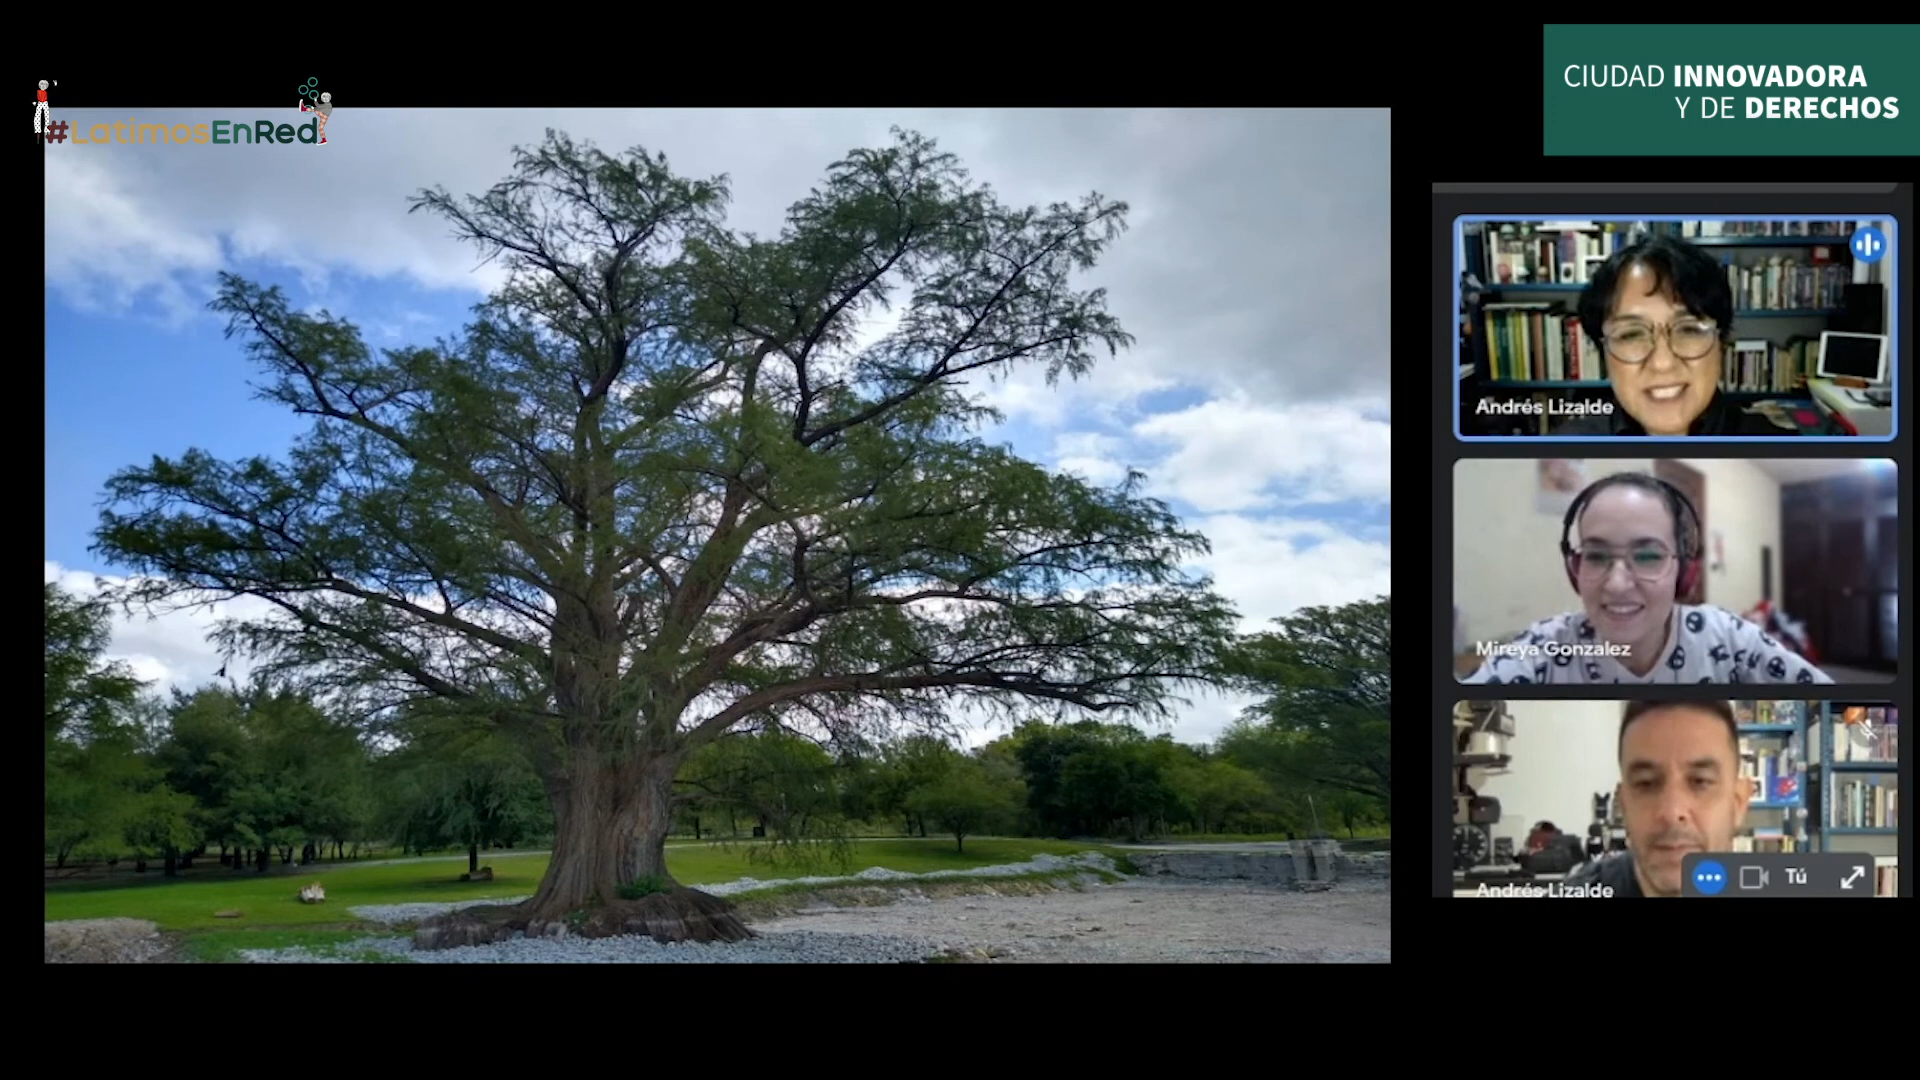 #LatimosEnRed
CIUDAD INNOVADORA
Y DE DERECHOS
Andrés Lizalde
Mireya Gonzalez
Andrés Lizalde
Tú